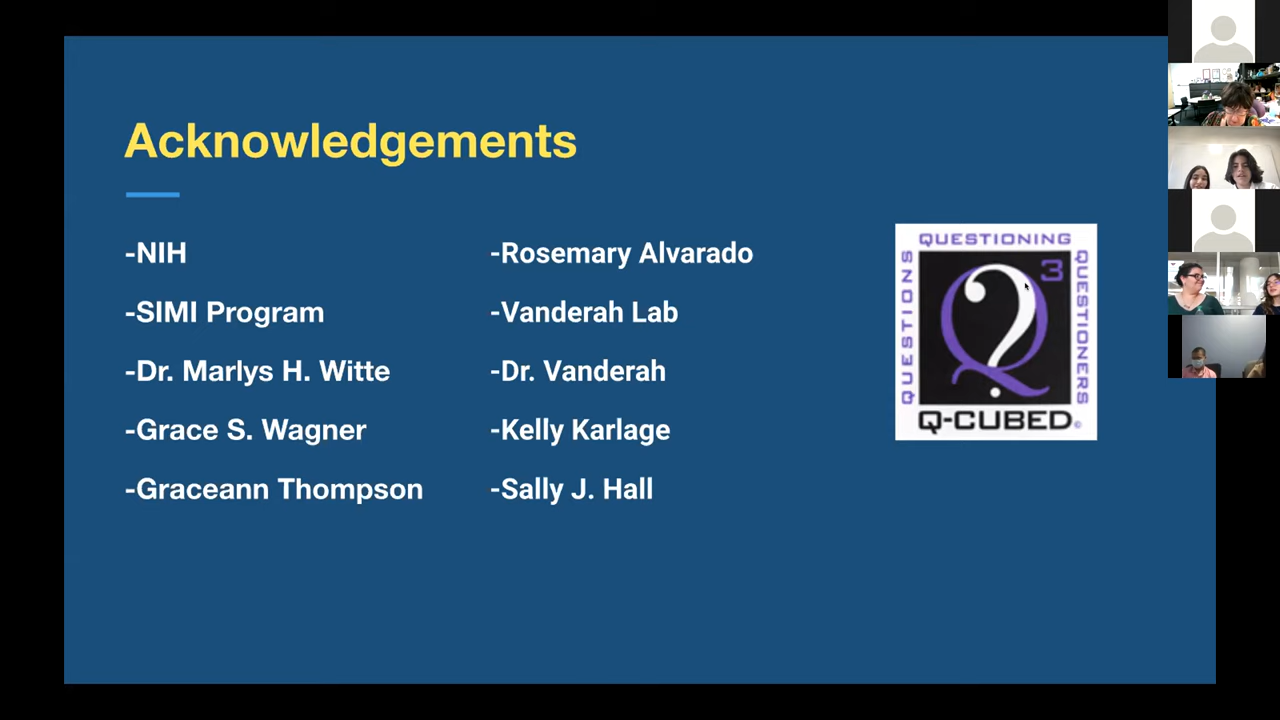 Acknowledgements
-NIH
-SIMI Program
-Dr. Marlys H. Witte
-Grace S. Wagner
-Graceann Thompson
-Rosemary Alvarado
-Vanderah Lab
-Dr. Vanderah
-Kelly Karlage
-Sally J. Hall
QUESTIONS
QUESTIONING
QUESTIONERS
Q 3
Q-CUBED©